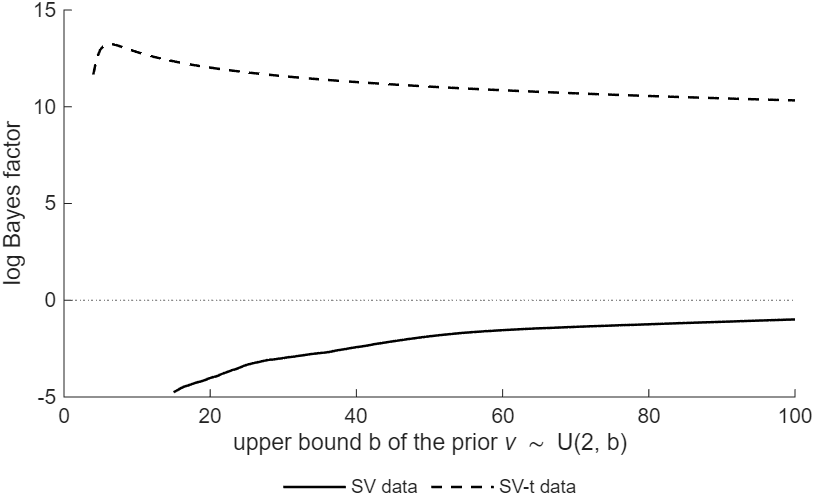 15
10
5
0
-5
log Bayes factor
0 20 40 60 80 100
upper bound b of the prior v ~ U(2, b)
SV data SV-t data